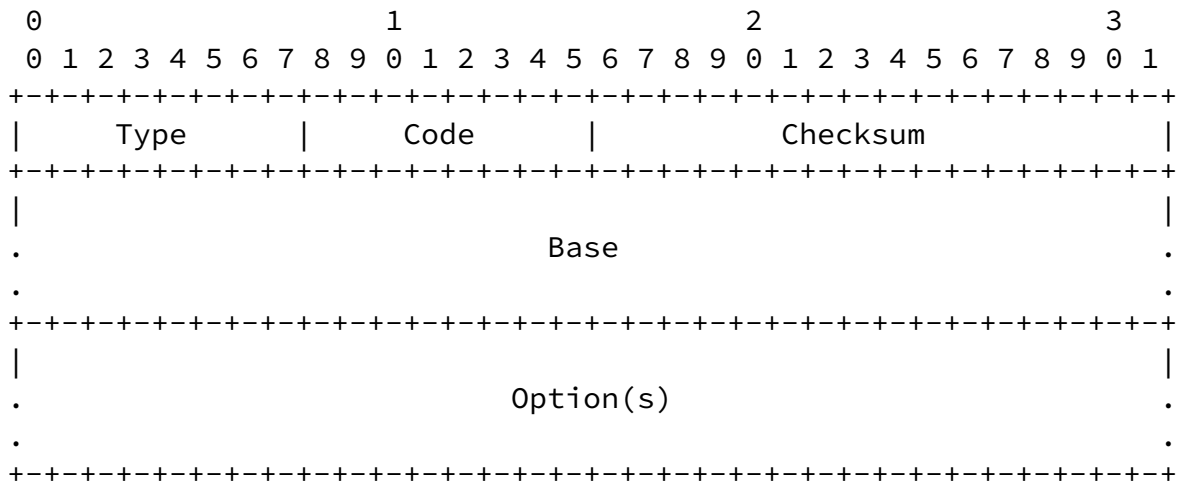 0                   1                   2                   3
 0 1 2 3 4 5 6 7 8 9 0 1 2 3 4 5 6 7 8 9 0 1 2 3 4 5 6 7 8 9 0 1
+-+-+-+-+-+-+-+-+-+-+-+-+-+-+-+-+-+-+-+-+-+-+-+-+-+-+-+-+-+-+-+-+
|     Type      |     Code      |          Checksum             |
+-+-+-+-+-+-+-+-+-+-+-+-+-+-+-+-+-+-+-+-+-+-+-+-+-+-+-+-+-+-+-+-+
|                                                               |
.                             Base                              .
.                                                               .
+-+-+-+-+-+-+-+-+-+-+-+-+-+-+-+-+-+-+-+-+-+-+-+-+-+-+-+-+-+-+-+-+
|                                                               |
.                           Option(s)                           .
.                                                               .
+-+-+-+-+-+-+-+-+-+-+-+-+-+-+-+-+-+-+-+-+-+-+-+-+-+-+-+-+-+-+-+-+